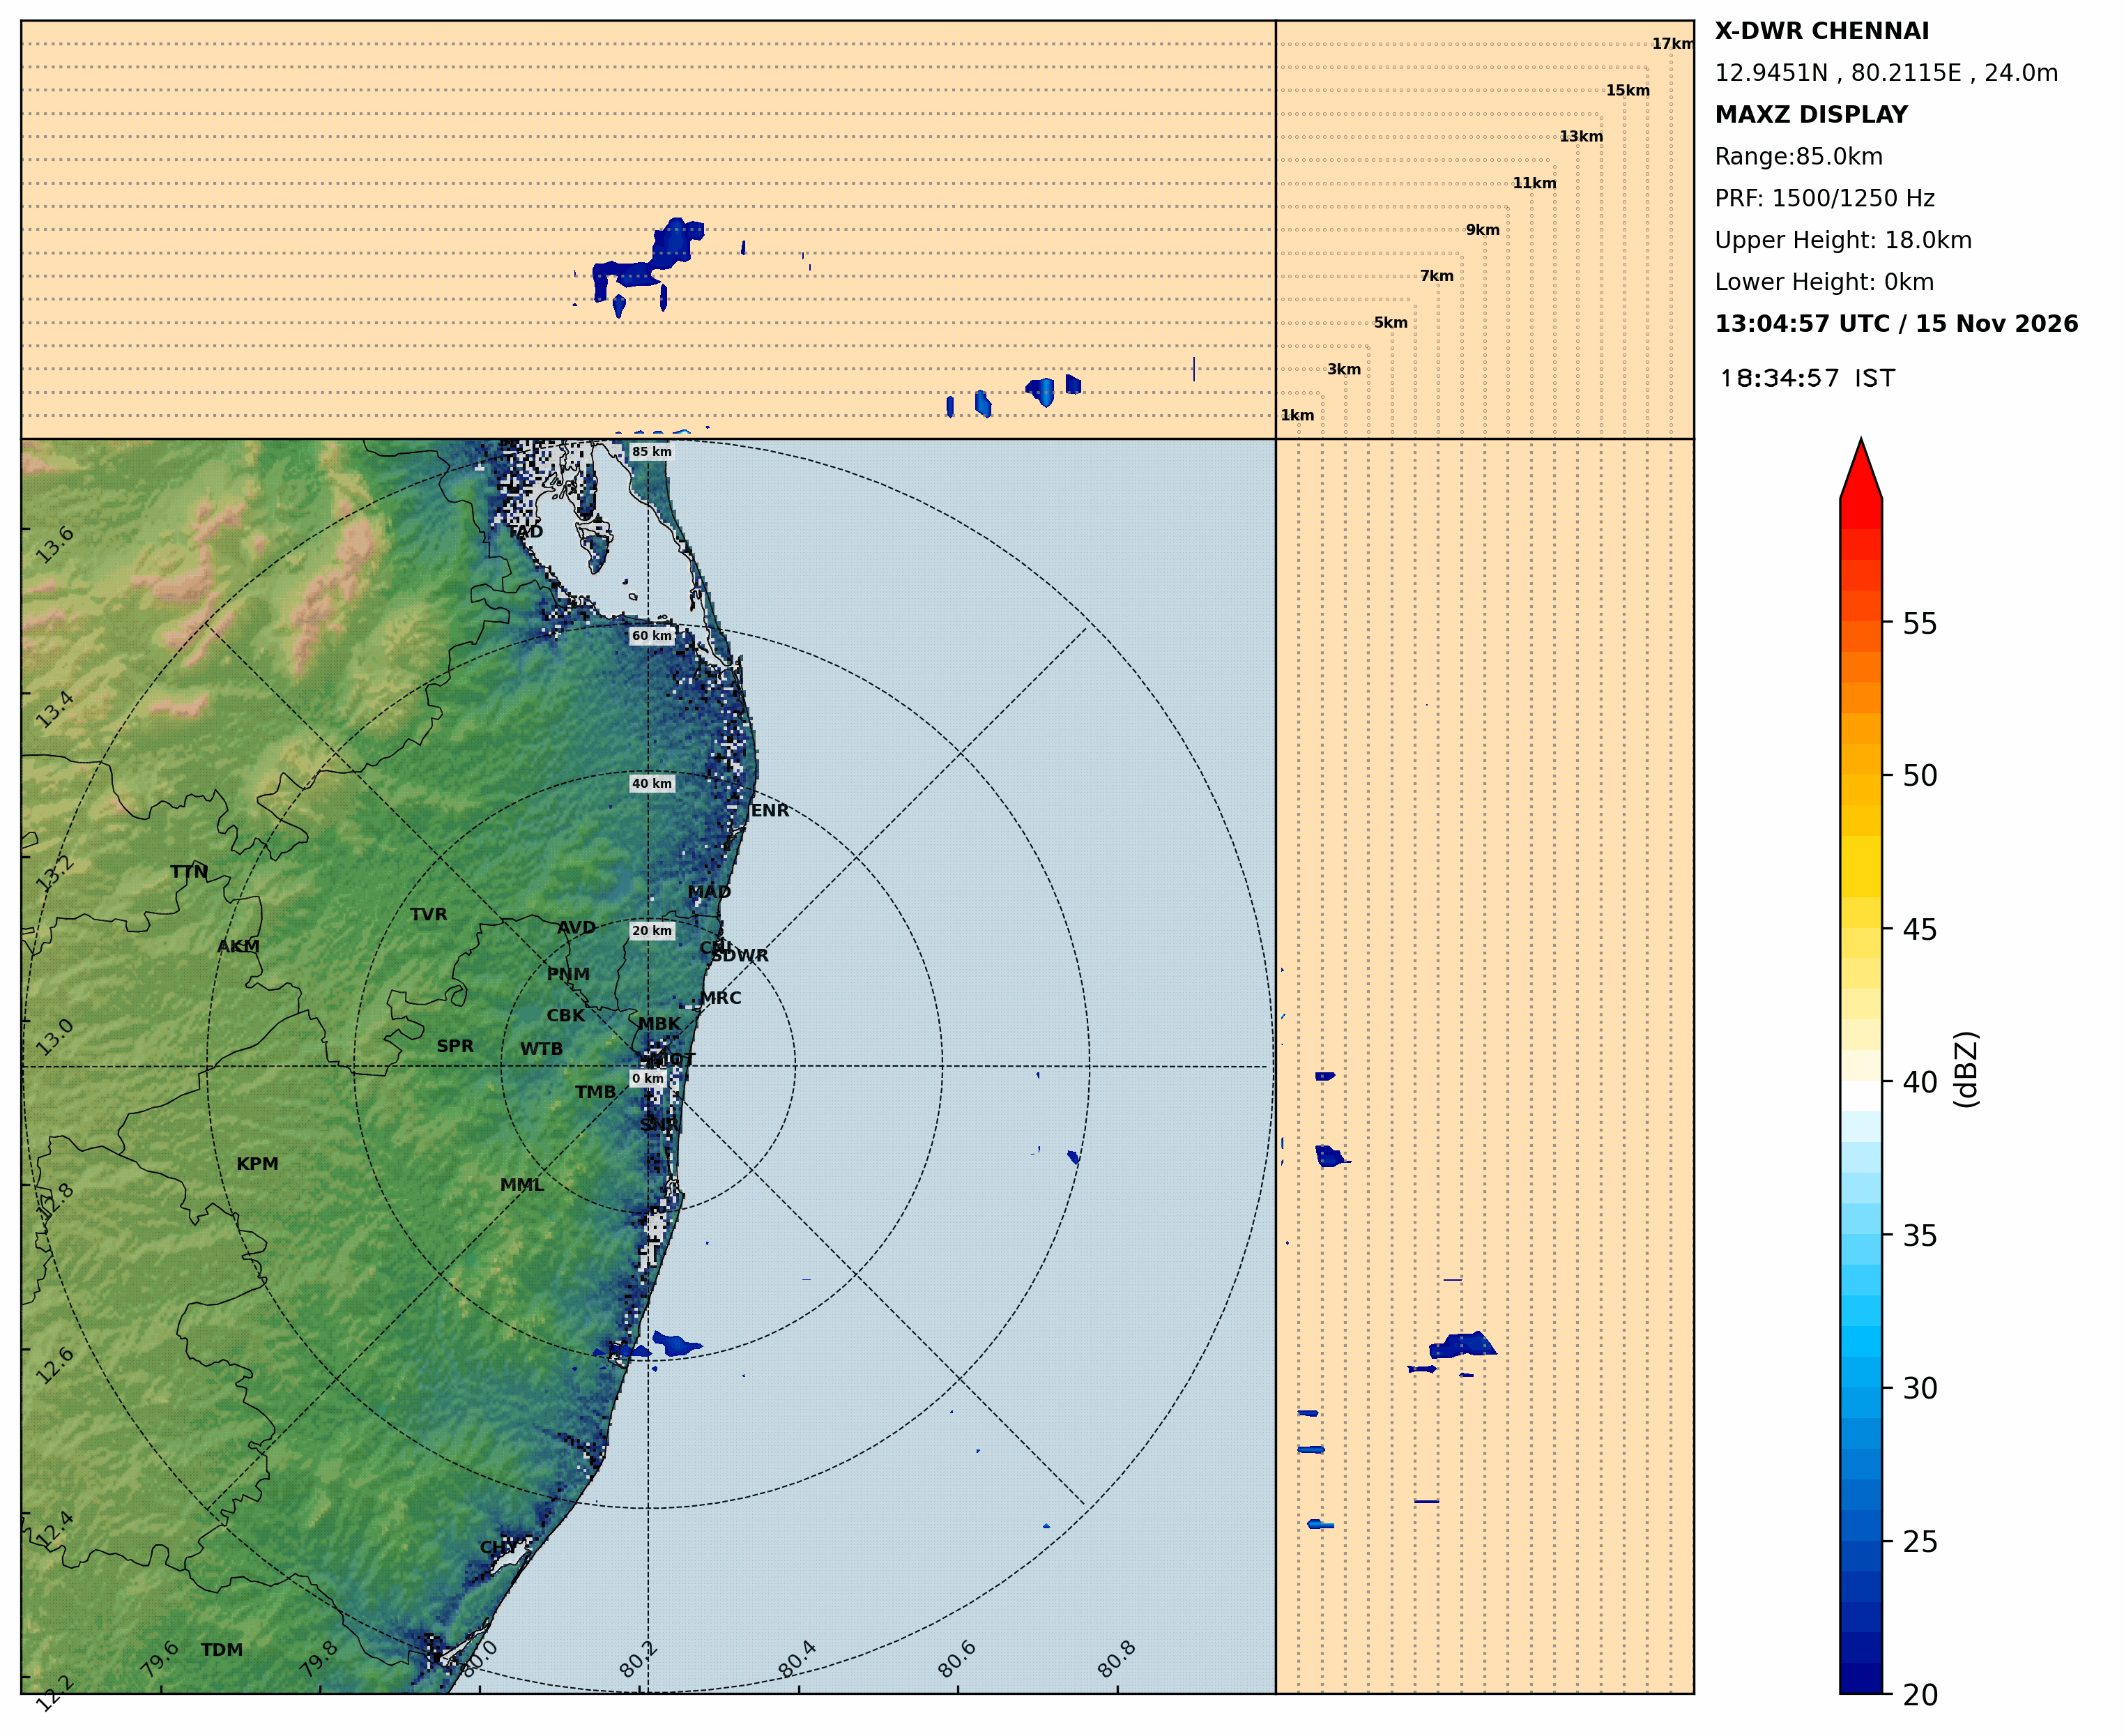 X-DWR CHENNAI
12.9451N , 80.2115E , 24.0m
MAXZ DISPLAY
Range:85.0km
PRF: 1500/1250 Hz
Upper Height: 18.0km
Lower Height: 0km
13:04:57 UTC / 15 Nov 2026
18:34:57 IST
17km
15km
13km
11km
9km
7km
5km
3km
1km
85 km
TAD
13.6
60 km
13.4
40 km
ENR
13.2
TTN
MAD
TVR
AVD
20 km
AKM
CNI
SDWR
PNM
MRC
CBK
MBK
13.0
SPR
WTB
MOT
0 km
TMB
SNR
KPM
MML
12.8
12.6
12.4
CHY
TDM
12.2
79.6
79.8
80.0
80.2
80.4
80.6
80.8
55
50
45
40
35
30
25
20
(dBZ)